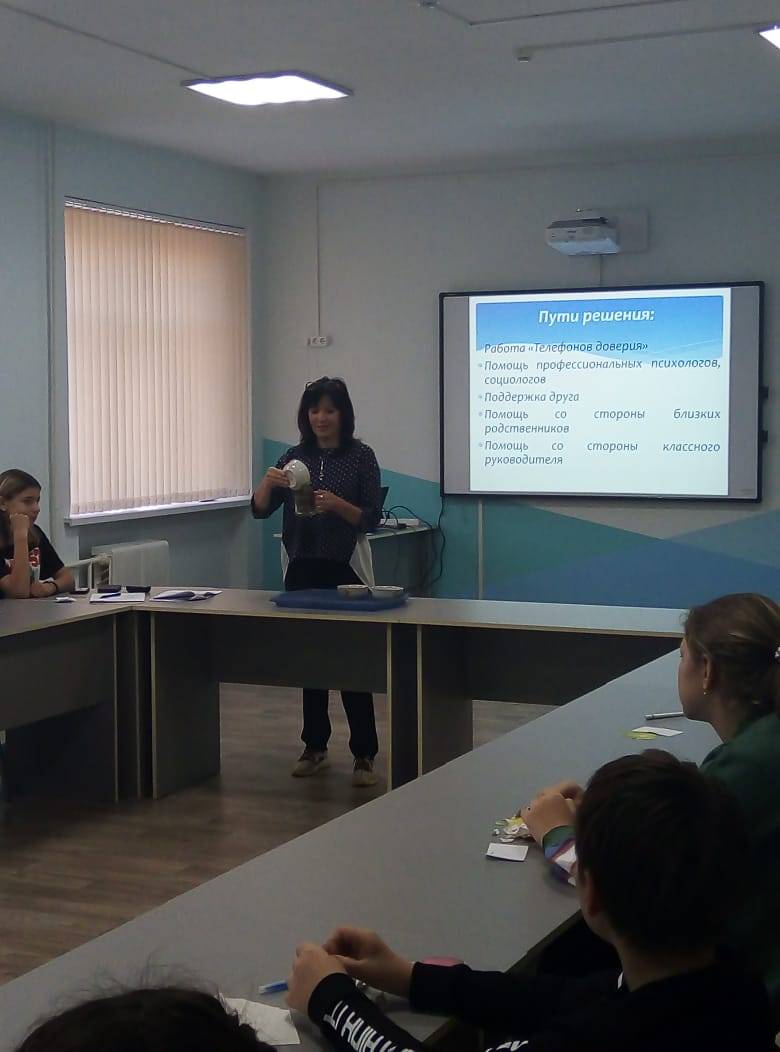 Пути решения:
Работа «Телефонов доверия»
Помощь профессиональных психологов,
социологов
Поддержка друга
Помощь со стороны близких
родственников
Помощь со стороны классного
руководителя